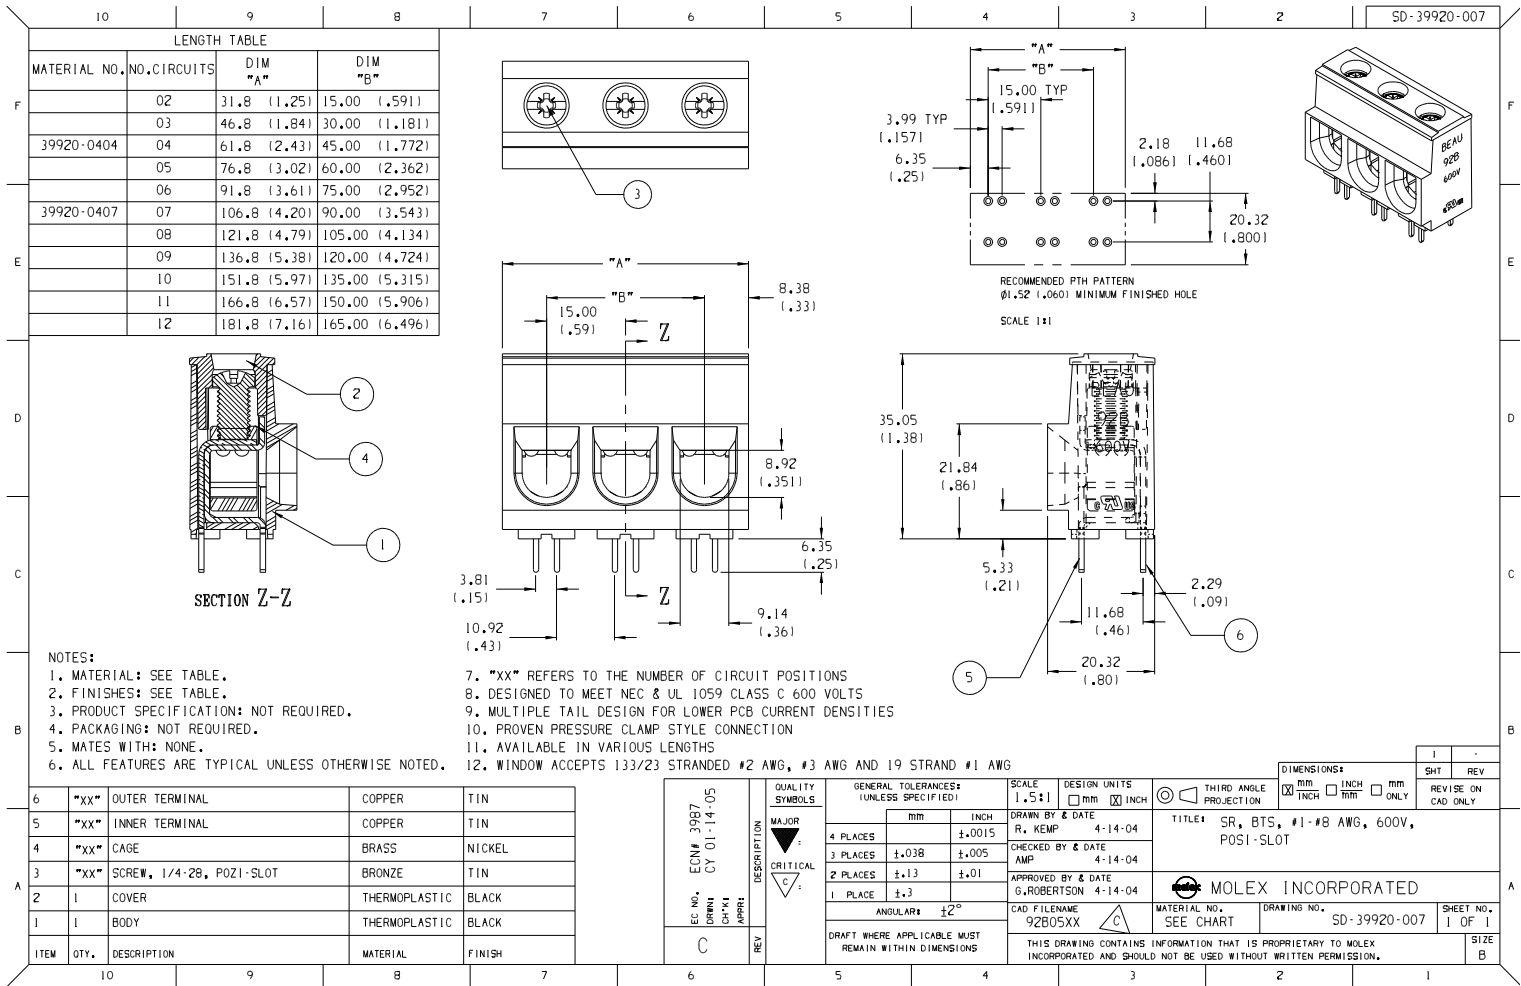 10 9 8 7 6 5 4 3 2
SD-39920-007
LENGTH TABLE
MATERIAL NO. NO.CIRCUITS DIM "A" DIM "B"
02 31.8 (1.25) 15.00 (.591)
03 46.8 (1.84) 30.00 (1.181)
39920-0404 04 61.8 (2.43) 45.00 (1.772)
05 76.8 (3.02) 60.00 (2.362)
06 91.8 (3.61) 75.00 (2.952)
39920-0407 07 106.8 (4.20) 90.00 (3.543)
08 121.8 (4.79) 105.00 (4.134)
09 136.8 (5.38) 120.00 (4.724)
10 151.8 (5.97) 135.00 (5.315)
11 166.8 (6.57) 150.00 (5.906)
12 181.8 (7.16) 165.00 (6.496)
F
E
D
C
B
A
3
"A"
"B"
15.00 TYP
(.591)
3.99 TYP
(.157)
6.35
(.25)
2.18
(.086)
11.68
(.460)
20.32
(.800)
RECOMMENDED PTH PATTERN
Ø1.52 (.060) MINIMUM FINISHED HOLE
SCALE 1:1
BEAU
92B
600V
F
E
D
C
B
A
"A"
"B"
15.00
(.59)
Z
8.38
(.33)
2
4
1
SECTION Z-Z
8.92
(.351)
6.35
(.25)
3.81
(.15)
10.92
(.43)
Z
9.14
(.36)
35.05
(1.38)
21.84
(.86)
BEAU
92B
600V
5.33
(.21)
2.29
(.09)
11.68
(.46)
20.32
(.80)
5
6
NOTES:
1. MATERIAL: SEE TABLE.
2. FINISHES: SEE TABLE.
3. PRODUCT SPECIFICATION: NOT REQUIRED.
4. PACKAGING: NOT REQUIRED.
5. MATES WITH: NONE.
6. ALL FEATURES ARE TYPICAL UNLESS OTHERWISE NOTED.
7. "XX" REFERS TO THE NUMBER OF CIRCUIT POSITIONS
8. DESIGNED TO MEET NEC & UL 1059 CLASS C 600 VOLTS
9. MULTIPLE TAIL DESIGN FOR LOWER PCB CURRENT DENSITIES
10. PROVEN PRESSURE CLAMP STYLE CONNECTION
11. AVAILABLE IN VARIOUS LENGTHS
12. WINDOW ACCEPTS 133/23 STRANDED #2 AWG, #3 AWG AND 19 STRAND #1 AWG
6 "XX" OUTER TERMINAL COPPER TIN
5 "XX" INNER TERMINAL COPPER TIN
4 "XX" CAGE BRASS NICKEL
3 "XX" SCREW, 1/4-28, POZI-SLOT BRONZE TIN
2 1 COVER THERMOPLASTIC BLACK
1 1 BODY THERMOPLASTIC BLACK
ITEM QTY. DESCRIPTION MATERIAL FINISH
EC NO. ECN# 3987
DRWN: CY 01-14-05
CH'K:
APPR:
C
DESCRIPTION
REV
QUALITY
SYMBOLS
MAJOR
CRITICAL
C
GENERAL TOLERANCES:
(UNLESS SPECIFIED)
mm INCH
4 PLACES ±.0015
3 PLACES ±.038 ±.005
2 PLACES ±.13 ±.01
1 PLACE ±.3
ANGULAR: ±2°
DRAFT WHERE APPLICABLE MUST
REMAIN WITHIN DIMENSIONS
SCALE
1.5:1
DESIGN UNITS
mm X INCH
THIRD ANGLE
PROJECTION
DIMENSIONS:
X mm INCH
INCH mm
mm ONLY
1 -
SHT REV
REVISE ON
CAD ONLY
DRAWN BY & DATE
R. KEMP 4-14-04
CHECKED BY & DATE
AMP 4-14-04
APPROVED BY & DATE
G.ROBERTSON 4-14-04
CAD FILENAME
92B05XX
C
TITLE: SR, BTS, #1-#8 AWG, 600V,
POSI-SLOT
molex MOLEX INCORPORATED
MATERIAL NO.
SEE CHART
DRAWING NO.
SD-39920-007
SHEET NO.
1 OF 1
THIS DRAWING CONTAINS INFORMATION THAT IS PROPRIETARY TO MOLEX
INCORPORATED AND SHOULD NOT BE USED WITHOUT WRITTEN PERMISSION.
SIZE
B
10 9 8 7 6 5 4 3 2 1